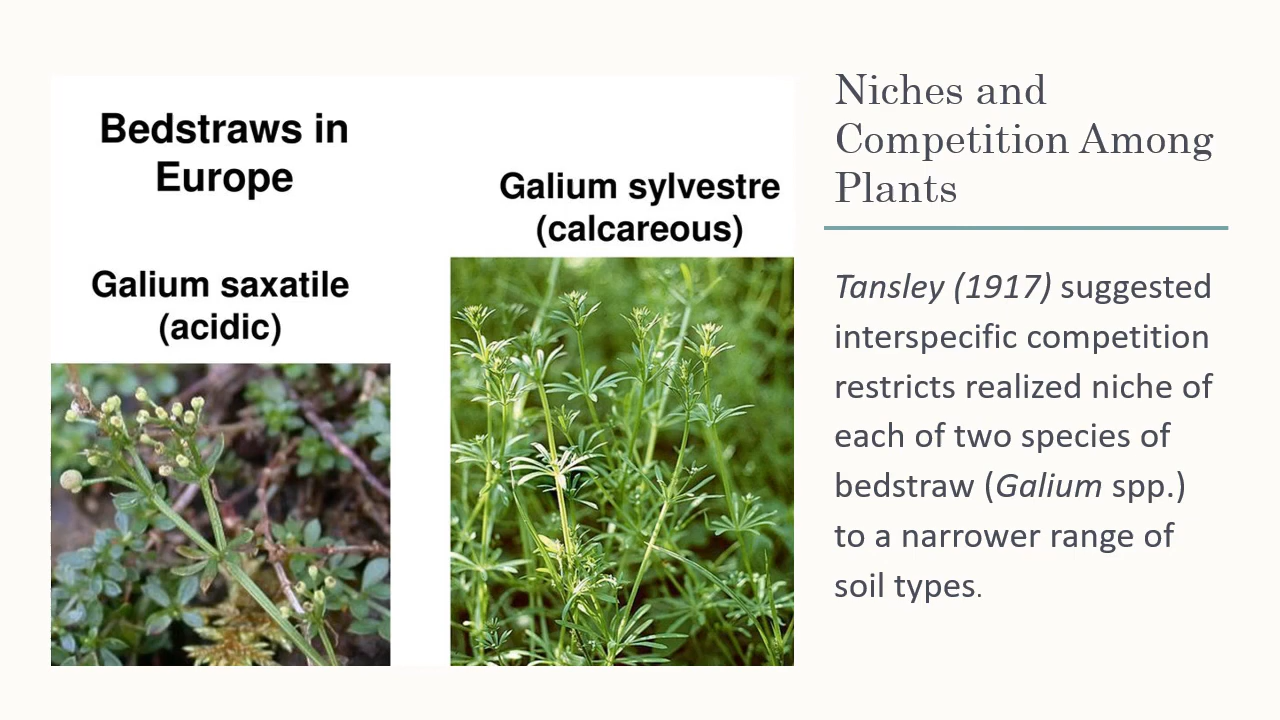 Bedstraws in
Europe
Galium saxatile
(acidic)
Galium sylvestre
(calcareous)
Niches and
Competition Among
Plants
Tansley (1917) suggested
interspecific competition
restricts realized niche of
each of two species of
bedstraw (Galium spp.)
to a narrower range of
soil types.